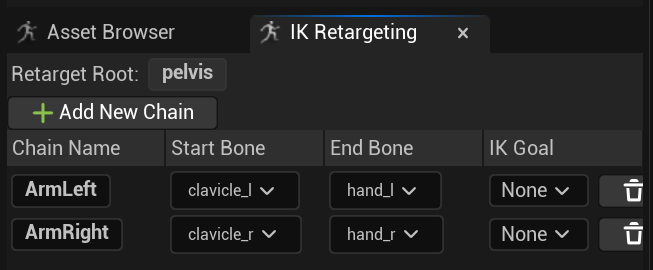 Asset Browser
IK Retargeting ×
Retarget Root: pelvis
+ Add New Chain
Chain Name Start Bone End Bone IK Goal
ArmLeft clavicle_l hand_l None
ArmRight clavicle_r hand_r None